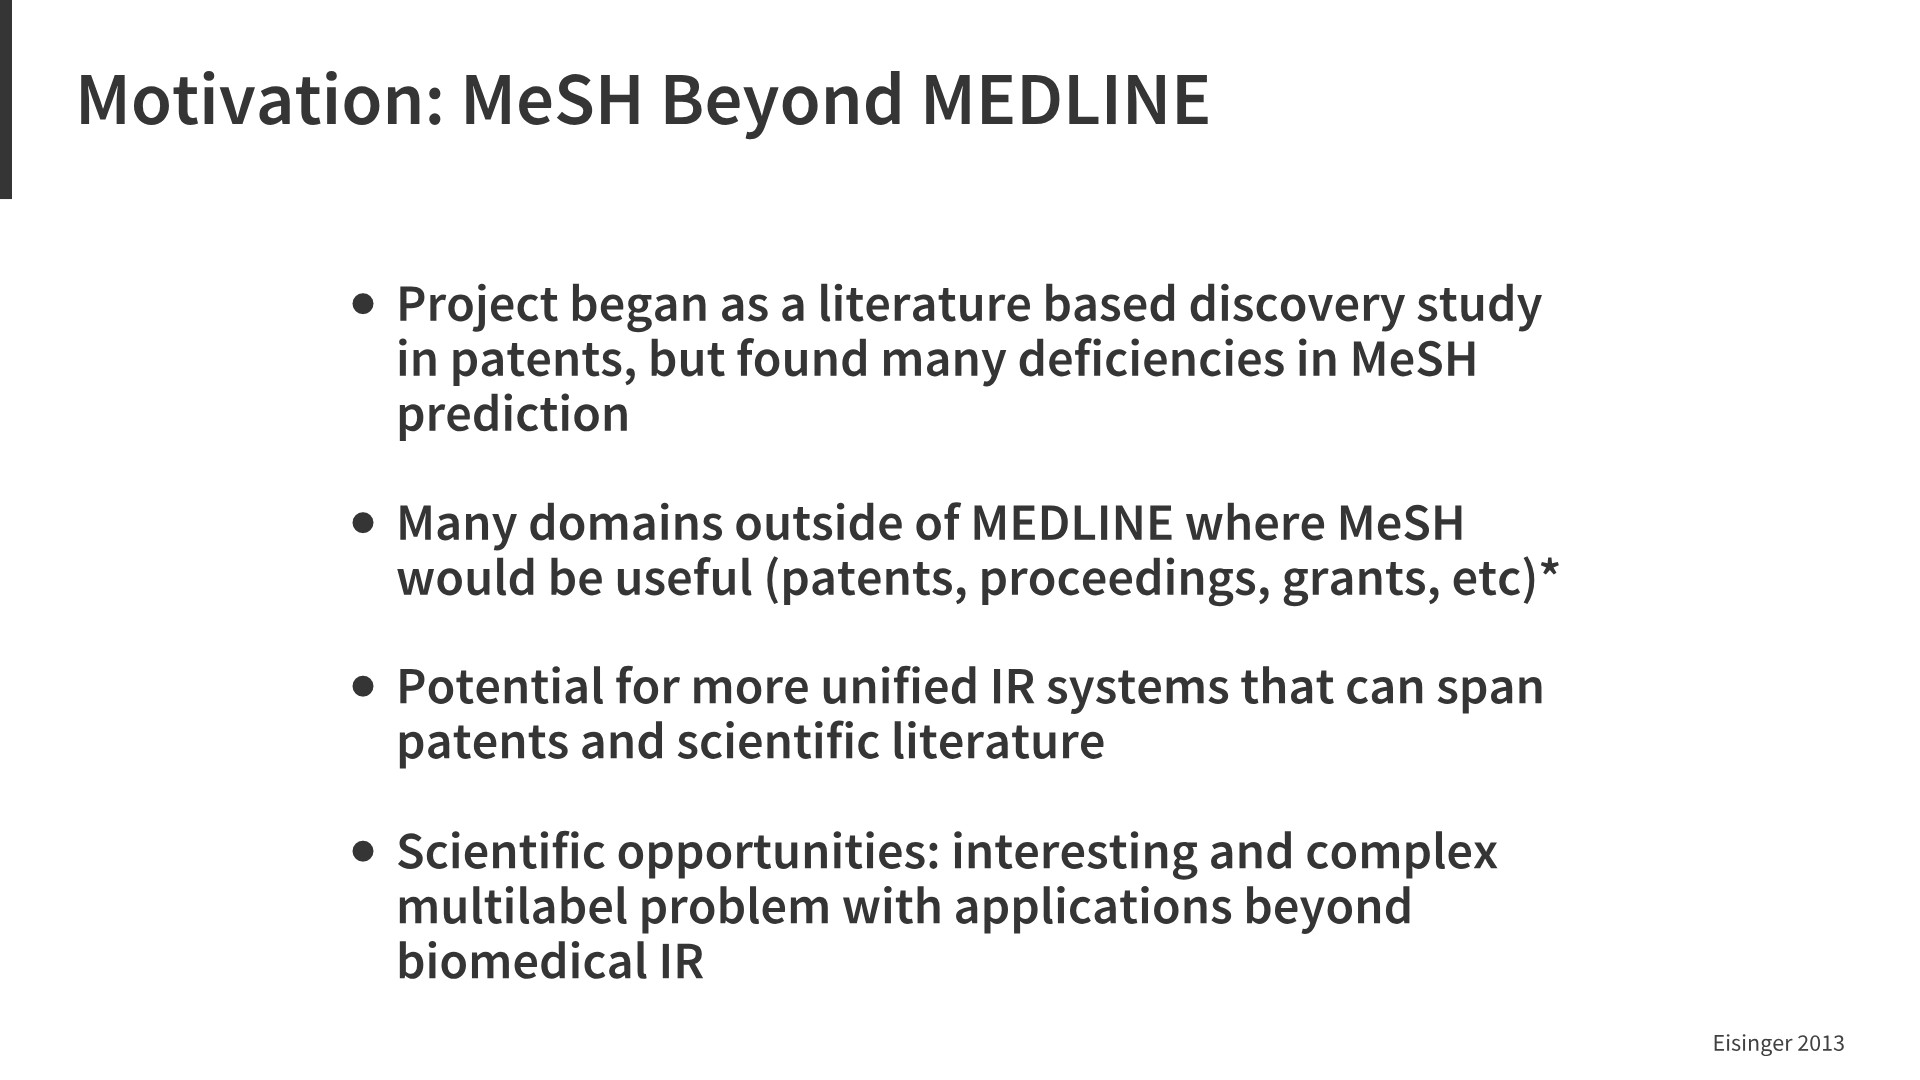 Motivation: MeSH Beyond MEDLINE
● Project began as a literature based discovery study
in patents, but found many deficiencies in MeSH
prediction
● Many domains outside of MEDLINE where MeSH
would be useful (patents, proceedings, grants, etc)*
● Potential for more unified IR systems that can span
patents and scientific literature
● Scientific opportunities: interesting and complex
multilabel problem with applications beyond
biomedical IR
Eisinger 2013